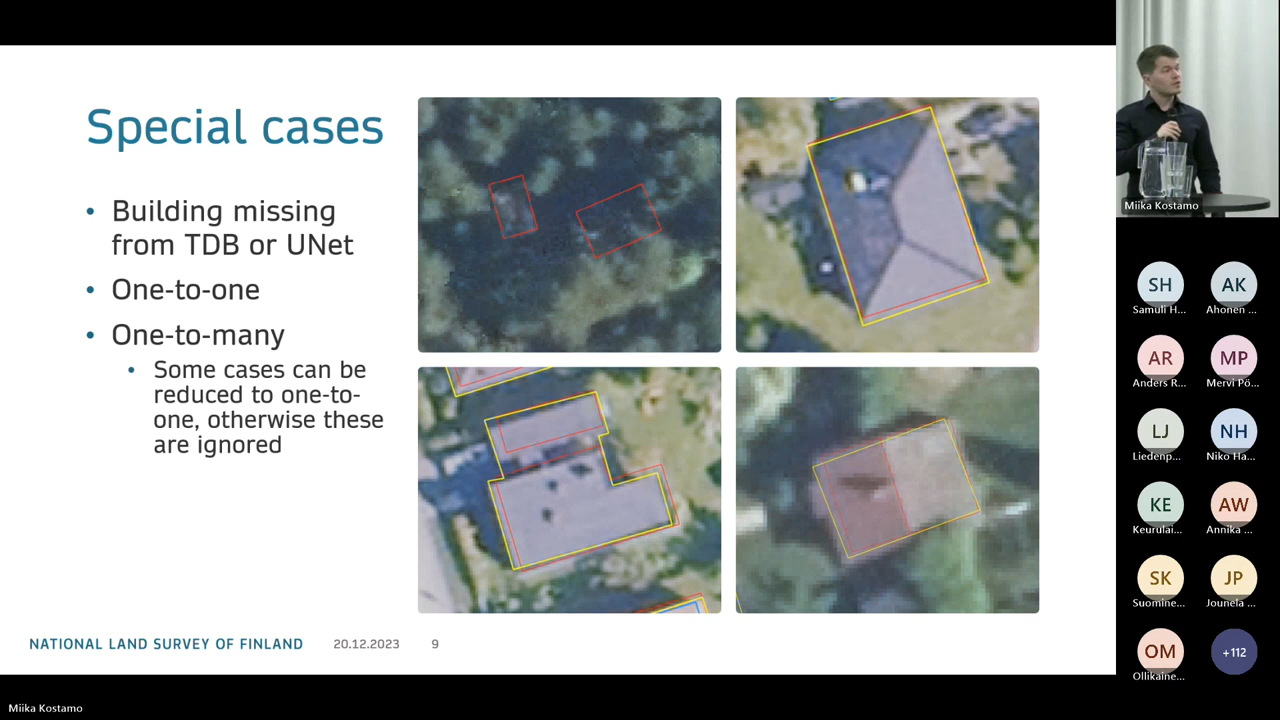 Special cases
• Building missing
from TDB or UNet
• One-to-one
• One-to-many
• Some cases can be
reduced to one-to-
one, otherwise these
are ignored
NATIONAL LAND SURVEY OF FINLAND 20.12.2023 9
Miika Kostamo
SH AK
Samuli H... Ahonen ...
AR MP
Anders R... Mervi Pö...
LJ NH
Liedenp... Niko Ha...
KE AW
Keurulai... Annika ...
SK JP
Suomine... Jounela ...
OM +112
Ollikaine...
Miika Kostamo